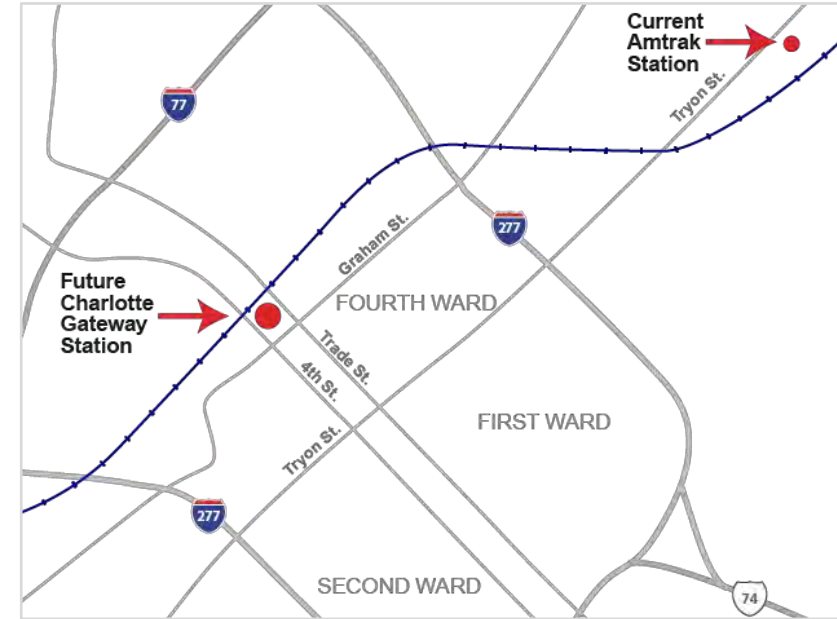 Current
Amtrak
Station
Tryon St.
77
277
Graham St.
Future
Charlotte
Gateway
Station
FOURTH WARD
Trade St.
4th St.
FIRST WARD
Tryon St.
277
SECOND WARD
74